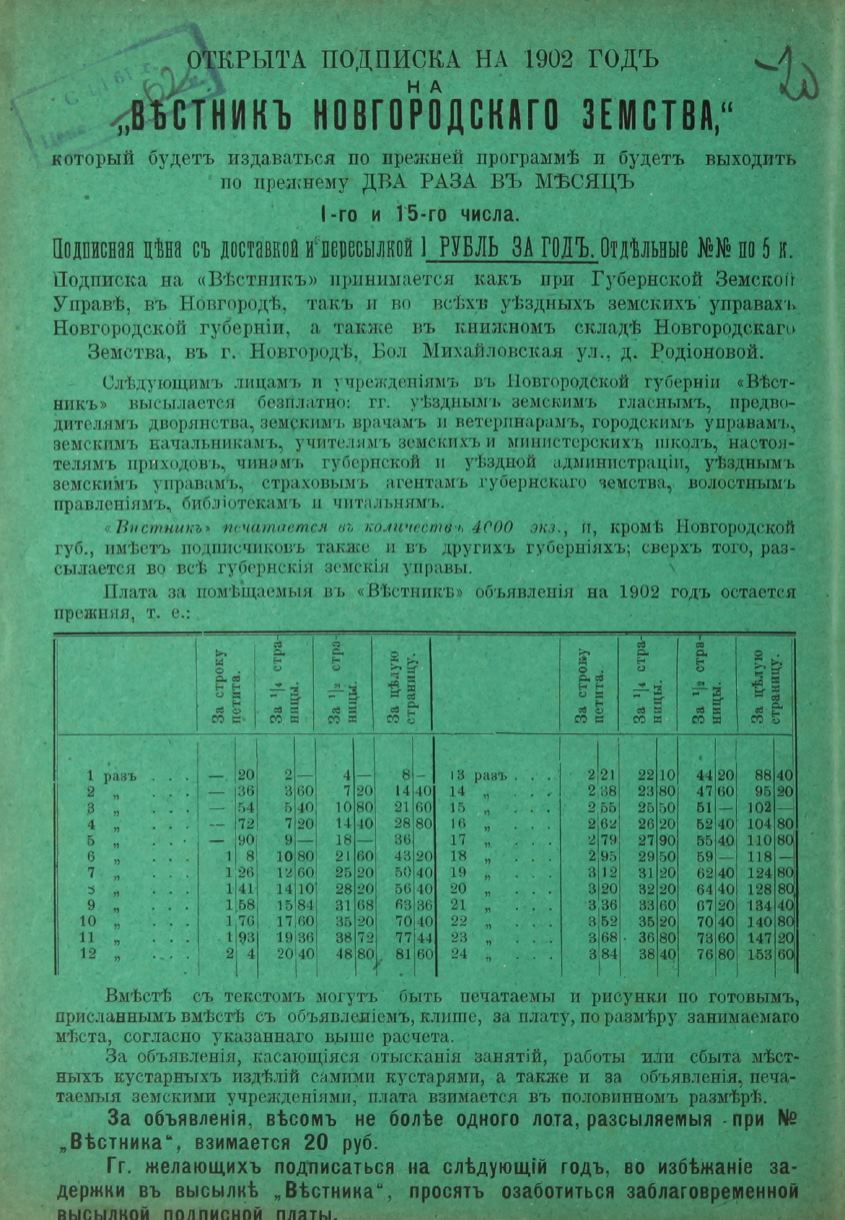 ОТКРЫТА ПОДПИСКА НА 1902 ГОДЪ
НА
„ВѢСТНИКЪ НОВГОРОДСКАГО ЗЕМСТВА,“
который будетъ издаваться по прежней программѣ и будетъ выходить
по прежнему ДВА РАЗА ВЪ МѢСЯЦЪ
1-го и 15-го числа.
Подписная цѣна съ доставкой и пересылкой 1 РУБЛЬ ЗА ГОДЪ. Отдѣльные №№ по 5 к.
Подписка на «Вѣстникъ» принимается какъ при Губернской Земской
Управѣ, въ Новгородѣ, такъ и во всѣхъ уѣздныхъ земскихъ управахъ
Новгородской губерніи, а также въ книжномъ складѣ Новгородскаго
Земства, въ г. Новгородѣ, Бол Михайловская ул., д. Родіоновой.
Слѣдующимъ лицамъ и учрежденіямъ въ Новгородской губерніи «Вѣст-
никъ» высылается безплатно: гг. уѣзднымъ земскимъ гласнымъ, предво-
дителямъ дворянства, земскимъ врачамъ и ветеринарамъ, городскимъ управамъ,
земскимъ начальникамъ, учителямъ земскихъ и министерскихъ школъ, настоя-
телямъ приходовъ, чинамъ губернской и уѣздной администраціи, уѣзднымъ
земскимъ управамъ, страховымъ агентамъ губернскаго земства, волостнымъ
правленіямъ, библіотекамъ и читальнямъ.
«Вѣстникъ» печатается въ количествѣ 4000 экз., и, кромѣ Новгородской
губ., имѣетъ подписчиковъ также и въ другихъ губерніяхъ; сверхъ того, раз-
сылается во всѣ губернскія земскія управы.
Плата за помѣщаемыя въ «Вѣстникѣ» объявленія на 1902 годъ остается
прежняя, т. е.:
За строку петита. За 1/4 стра-ницы. За 1/2 стра-ницы. За цѣлую страницу. За строку петита. За 1/4 стра-ницы. За 1/2 стра-ницы. За цѣлую страницу.
1 разъ . . . — 20 2 — 4 — 8 — 13 разъ . . . 2 21 22 10 44 20 88 40
2 „ . . . — 36 3 60 7 20 14 40 14 „ . . . 2 38 23 80 47 60 95 20
3 „ . . . — 54 5 40 10 80 21 60 15 „ . . . 2 55 25 50 51 — 102 —
4 „ . . . — 72 7 20 14 40 28 80 16 „ . . . 2 62 26 20 52 40 104 80
5 „ . . . — 90 9 — 18 — 36 17 „ . . . 2 79 27 90 55 40 110 80
6 „ . . . 1 8 10 80 21 60 43 20 18 „ . . . 2 95 29 50 59 — 118 —
7 „ . . . 1 26 12 60 25 20 50 40 19 „ . . . 3 12 31 20 62 40 124 80
8 „ . . . 1 41 14 10 28 20 56 40 20 „ . . . 3 20 32 20 64 40 128 80
9 „ . . . 1 58 15 84 31 68 63 36 21 „ . . . 3 36 33 60 67 20 134 40
10 „ . . . 1 76 17 60 35 20 70 40 22 „ . . . 3 52 35 20 70 40 140 80
11 „ . . . 1 93 19 36 38 72 77 44 23 „ . . . 3 68 36 80 73 60 147 20
12 „ . . . 2 4 20 40 48 80 81 60 24 „ . . . 3 84 38 40 76 80 153 60
Вмѣстѣ съ текстомъ могутъ быть печатаемы и рисунки по готовымъ,
присланнымъ вмѣстѣ съ объявленіемъ, клише, за плату, по размѣру занимаемаго
мѣста, согласно указаннаго выше расчета.
За объявленія, касающіяся отысканія занятій, работы или сбыта мѣст-
ныхъ кустарныхъ издѣлій самими кустарями, а также и за объявленія, печа-
таемыя земскими учрежденіями, плата взимается въ половинномъ размѣрѣ.
За объявленія, вѣсомъ не болѣе одного лота, разсылаемыя при №
„Вѣстника“, взимается 20 руб.
Гг. желающихъ подписаться на слѣдующій годъ, во избѣжаніе за-
держки въ высылкѣ „Вѣстника“, просятъ озаботиться заблаговременной
высылкой подписной платы.